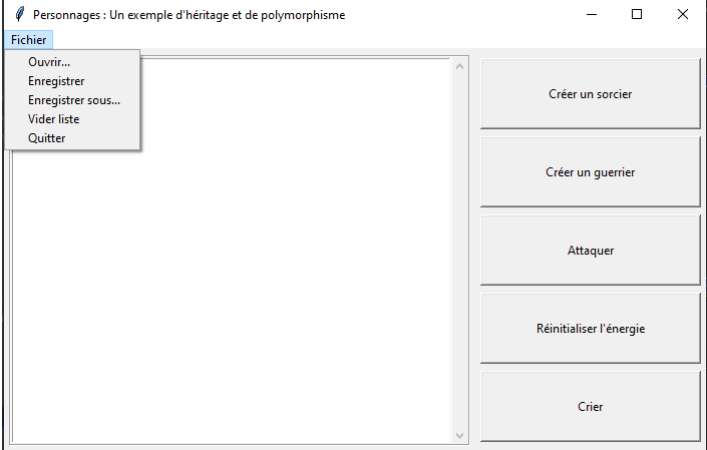 Personnages : Un exemple d'héritage et de polymorphisme
Fichier
Ouvrir...
Enregistrer
Enregistrer sous...
Vider liste
Quitter
Créer un sorcier
Créer un guerrier
Attaquer
Réinitialiser l'énergie
Crier